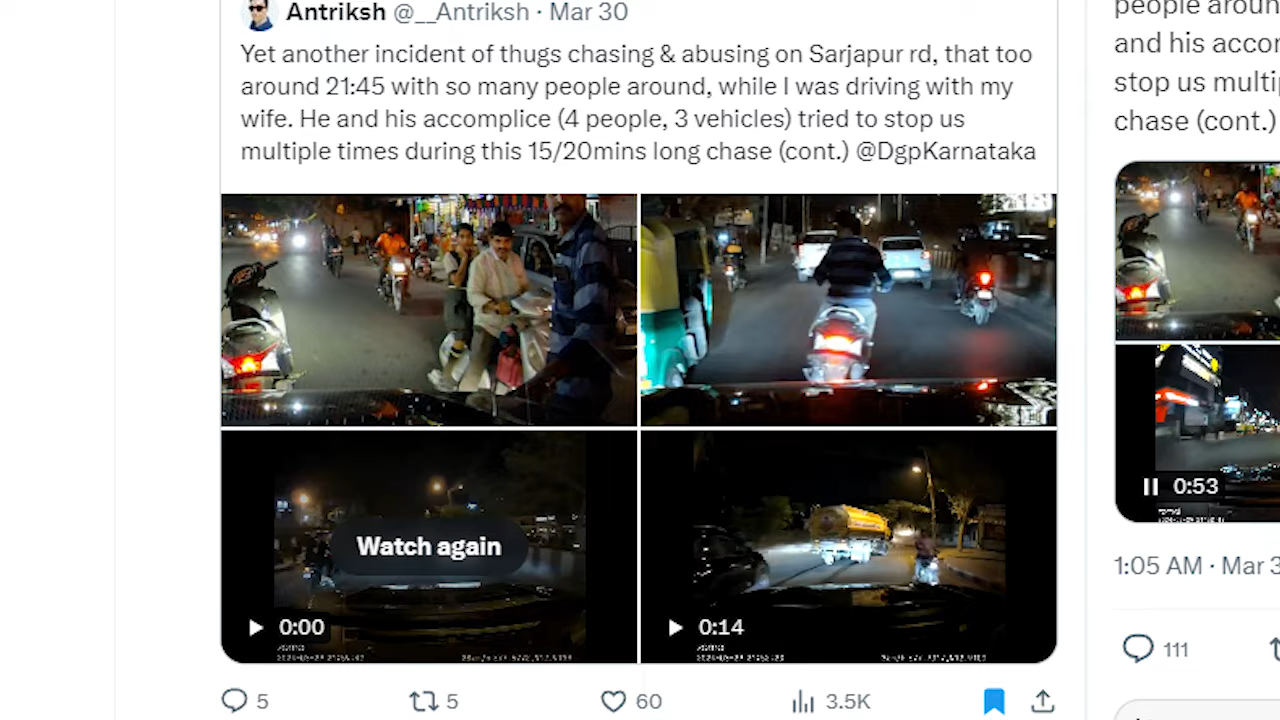 Antriksh @__Antriksh · Mar 30
Yet another incident of thugs chasing & abusing on Sarjapur rd, that too
around 21:45 with so many people around, while I was driving with my
wife. He and his accomplice (4 people, 3 vehicles) tried to stop us
multiple times during this 15/20mins long chase (cont.) @DgpKarnataka
Watch again
0:00
0:14
5
5
60
3.5K
and his accor
stop us multi
chase (cont.)
0:53
1:05 AM · Mar 3
111